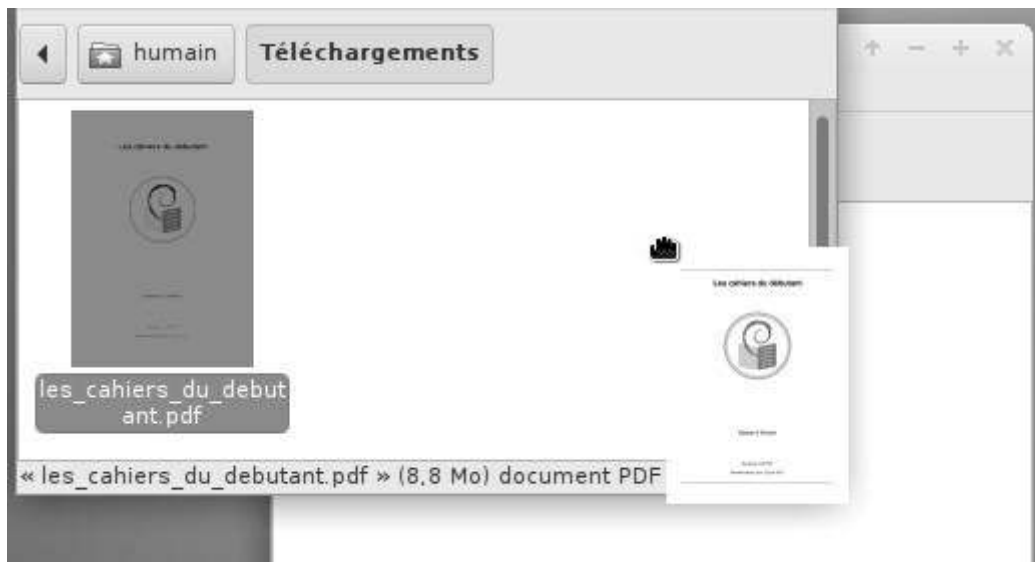 humain
Téléchargements
Les cahiers du débutant
les_cahiers_du_debut
ant.pdf
Les cahiers du débutant
« les_cahiers_du_debutant.pdf » (8,8 Mo) document PDF